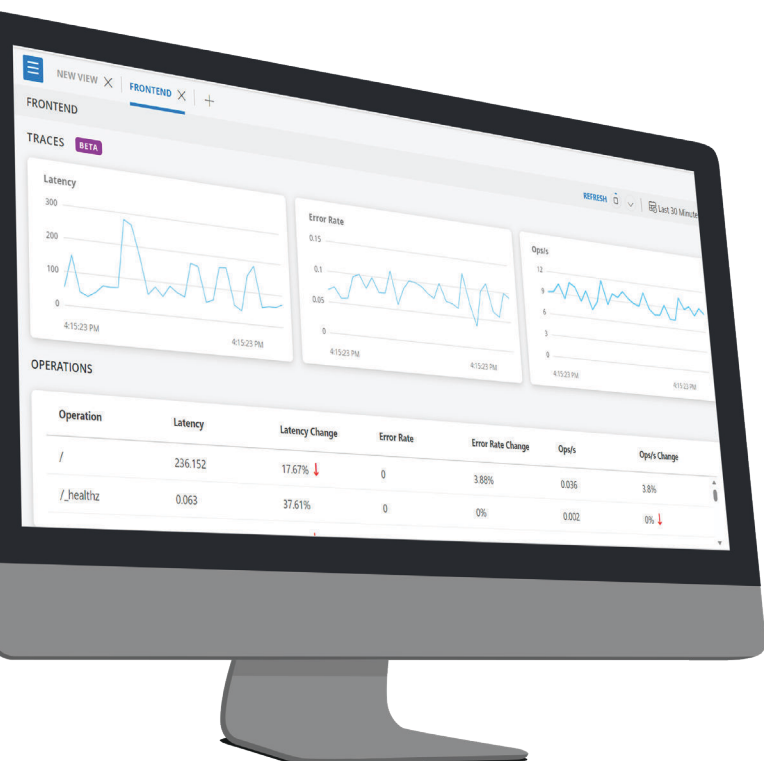 NEW VIEW
FRONTEND
FRONTEND
TRACES BETA
REFRESH
Last 30 Minute
Latency
300
200
100
0
4:15:23 PM 4:15:23 PM
Error Rate
0.15
0.1
0.05
0
4:15:23 PM 4:15:23 PM
Ops/s
12
9
6
3
0
4:15:23 PM 4:15:23 PM
OPERATIONS
Operation Latency Latency Change Error Rate Error Rate Change Ops/s Ops/s Change
/ 236.152 17.67% 0 3.88% 0.036 3.8%
/_healthz 0.063 37.61% 0 0% 0.002 0%